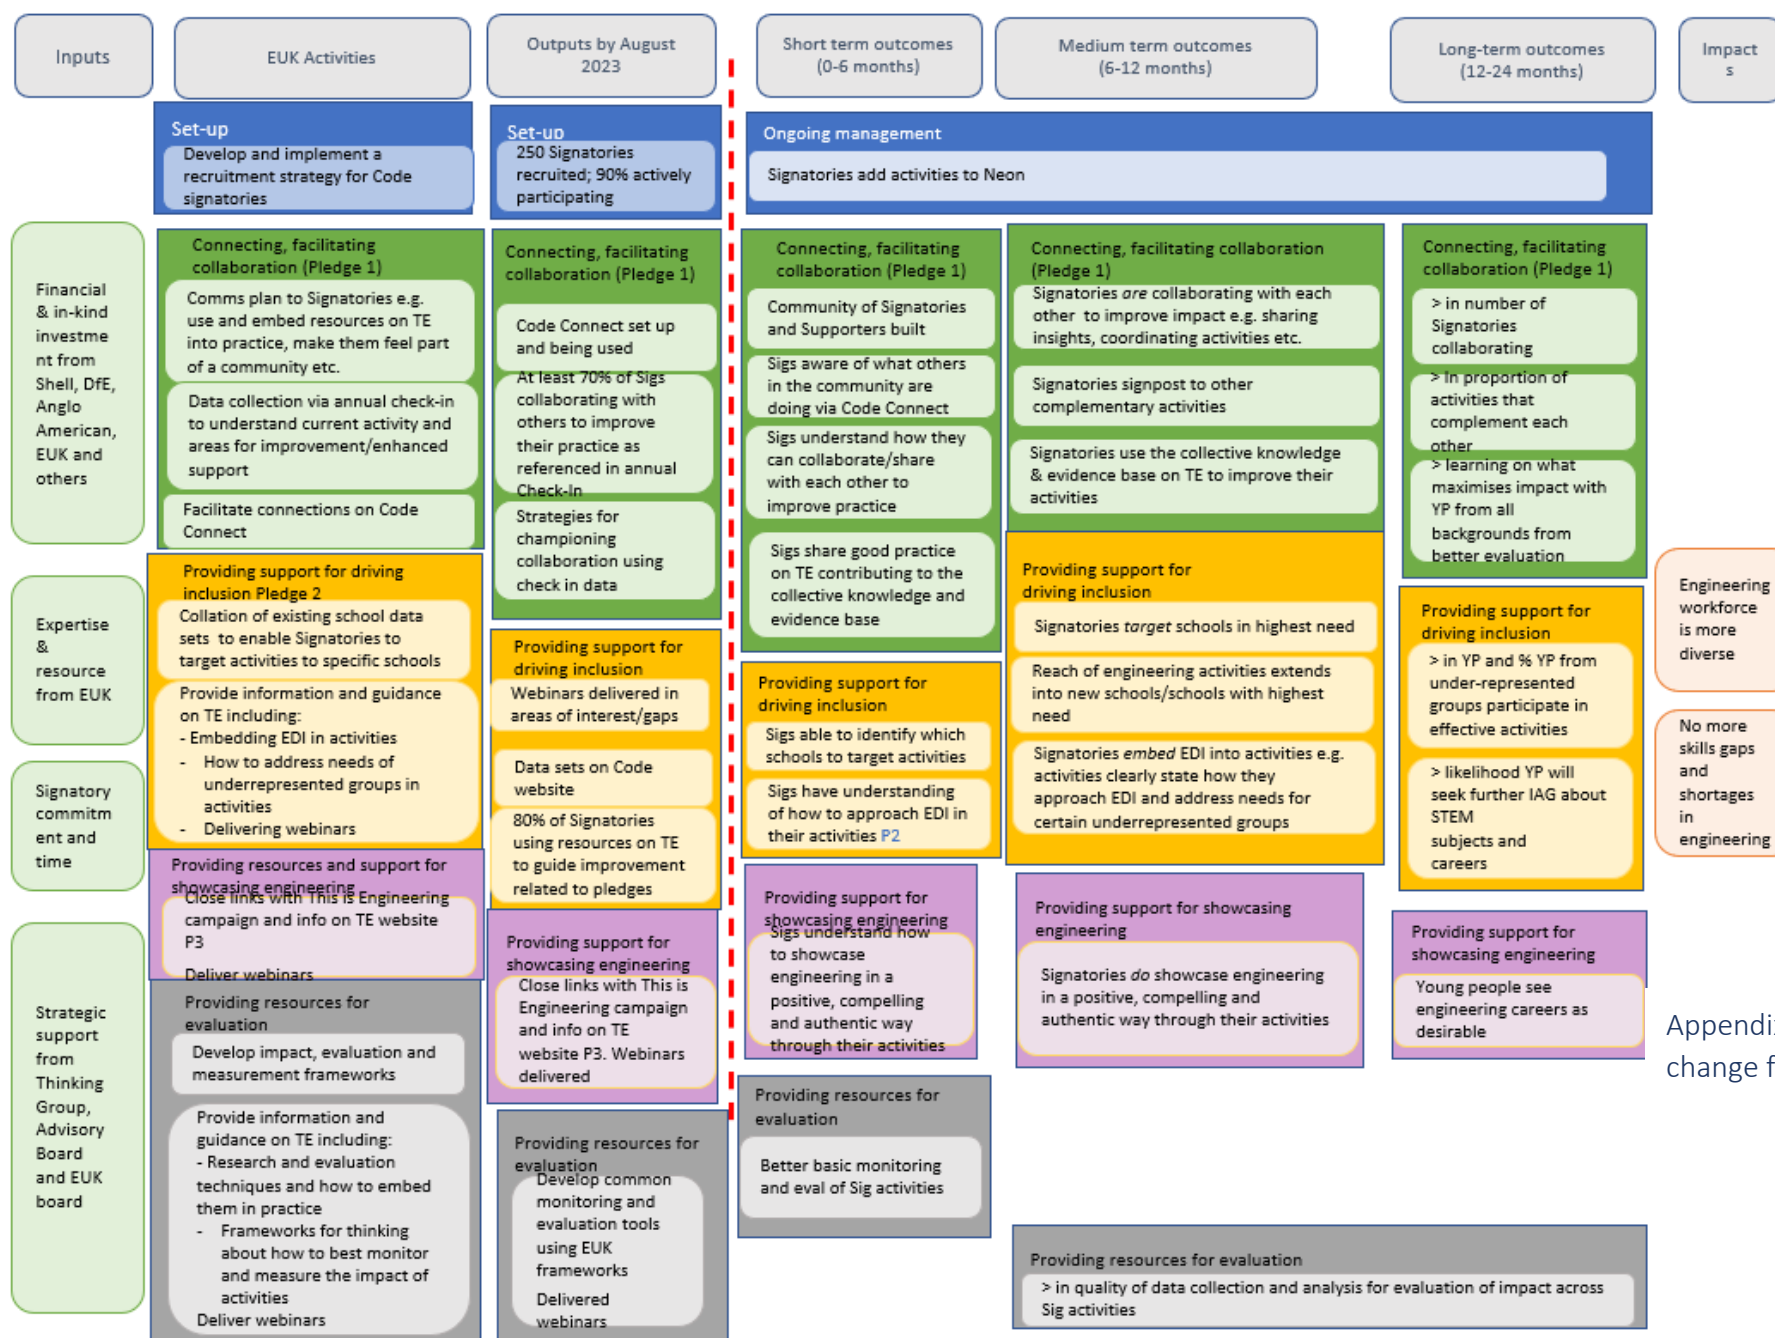 Inputs
EUK Activities
Outputs by August
2023
Short term outcomes
(0-6 months)
Medium term outcomes
(6-12 months)
Long-term outcomes
(12-24 months)
Impact
s
Set-up
Develop and implement a
recruitment strategy for Code
signatories
Set-up
250 Signatories
recruited; 90% actively
participating
Ongoing management
Signatories add activities to Neon
Financial
& in-kind
investme
nt from
Shell, DfE,
Anglo
American,
EUK and
others
Expertise
&
resource
from EUK
Signatory
commitm
ent and
time
Strategic
support
from
Thinking
Group,
Advisory
Board
and EUK
board
Connecting, facilitating
collaboration (Pledge 1)
Comms plan to Signatories e.g.
use and embed resources on TE
into practice, make them feel part
of a community etc.
Data collection via annual check-in
to understand current activity and
areas for improvement/enhanced
support
Facilitate connections on Code
Connect
Providing support for driving
inclusion Pledge 2
Collation of existing school data
sets to enable Signatories to
target activities to specific schools
Provide information and guidance
on TE including:
- Embedding EDI in activities
- How to address needs of
underrepresented groups in
activities
- Delivering webinars
Providing resources and support for
showcasing engineering
Close links with This is Engineering
campaign and info on TE website
P3
Deliver webinars
Providing resources for
evaluation
Develop impact, evaluation and
measurement frameworks
Provide information and
guidance on TE including:
- Research and evaluation
techniques and how to embed
them in practice
- Frameworks for thinking
about how to best monitor
and measure the impact of
activities
Deliver webinars
Connecting, facilitating
collaboration (Pledge 1)
Code Connect set up
and being used
At least 70% of Sigs
collaborating with
others to improve
their practice as
referenced in annual
Check-In
Strategies for
championing
collaboration using
check in data
Providing support for
driving inclusion
Webinars delivered in
areas of interest/gaps
Data sets on Code
website
80% of Signatories
using resources on TE
to guide improvement
related to pledges
Providing support for
showcasing engineering
Close links with This is
Engineering campaign
and info on TE
website P3. Webinars
delivered
Providing resources for
evaluation
Develop common
monitoring and
evaluation tools
using EUK
frameworks
Delivered
webinars
Connecting, facilitating
collaboration (Pledge 1)
Community of Signatories
and Supporters built
Sigs aware of what others
in the community are
doing via Code Connect
Sigs understand how they
can collaborate/share
with each other to
improve practice
Sigs share good practice
on TE contributing to the
collective knowledge and
evidence base
Providing support for
driving inclusion
Sigs able to identify which
schools to target activities
Sigs have understanding
of how to approach EDI in
their activities P2
Providing support for
showcasing engineering
Sigs understand how
to showcase
engineering in a
positive, compelling
and authentic way
through their activities
Providing resources for
evaluation
Better basic monitoring
and eval of Sig activities
Connecting, facilitating collaboration
(Pledge 1)
Signatories are collaborating with each
other to improve impact e.g. sharing
insights, coordinating activities etc.
Signatories signpost to other
complementary activities
Signatories use the collective knowledge
& evidence base on TE to improve their
activities
Providing support for
driving inclusion
Signatories target schools in highest need
Reach of engineering activities extends
into new schools/schools with highest
need
Signatories embed EDI into activities e.g.
activities clearly state how they
approach EDI and address needs for
certain underrepresented groups
Providing support for showcasing
engineering
Signatories do showcase engineering
in a positive, compelling and
authentic way through their activities
Providing resources for evaluation
> in quality of data collection and analysis for evaluation of impact across
Sig activities
Connecting, facilitating
collaboration (Pledge 1)
> in number of
Signatories
collaborating
> In proportion of
activities that
complement each
other
> learning on what
maximises impact with
YP from all
backgrounds from
better evaluation
Providing support for
driving inclusion
> in YP and % YP from
under-represented
groups participate in
effective activities
> likelihood YP will
seek further IAG about
STEM
subjects and
careers
Providing support for
showcasing engineering
Young people see
engineering careers as
desirable
Engineering
workforce
is more
diverse
No more
skills gaps
and
shortages
in
engineering
Appendi
change f